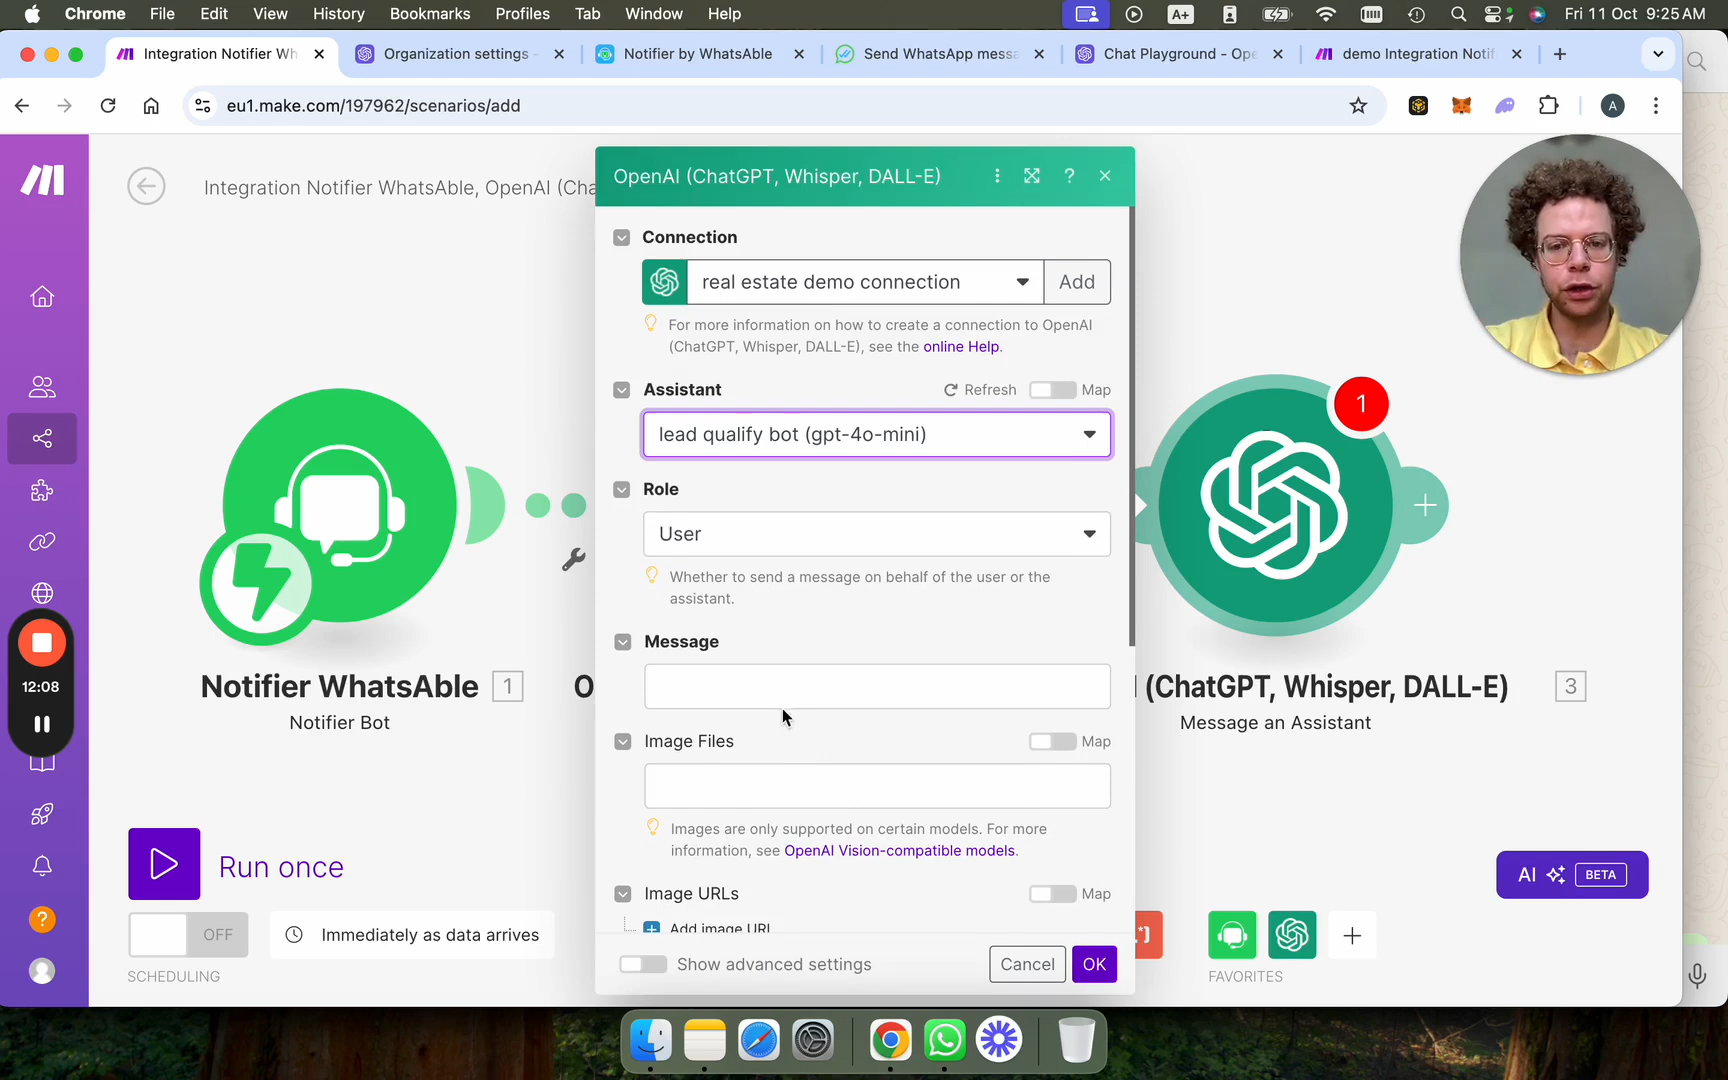 Chrome File Edit View History Bookmarks Profiles Tab Window Help A+ Fri 11 Oct 9:25 AM
Integration Notifier Wh
Organization settings -
Notifier by WhatsAble
Send WhatsApp messa
Chat Playground - Ope
demo Integration Notif
eu1.make.com/197962/scenarios/add
A
Integration Notifier WhatsAble, OpenAI (Cha
OpenAI (ChatGPT, Whisper, DALL-E)
Connection
real estate demo connection
Add
For more information on how to create a connection to OpenAI
(ChatGPT, Whisper, DALL-E), see the online Help.
Assistant
Refresh
Map
lead qualify bot (gpt-4o-mini)
Role
User
Whether to send a message on behalf of the user or the
assistant.
Message
Image Files
Map
Images are only supported on certain models. For more
information, see OpenAI Vision-compatible models.
Image URLs
Map
Add image URL
Show advanced settings
Cancel
OK
1
Notifier WhatsAble 1
Notifier Bot
O
I (ChatGPT, Whisper, DALL-E) 3
Message an Assistant
12:08
Run once
OFF
Immediately as data arrives
SCHEDULING
AI BETA
FAVORITES